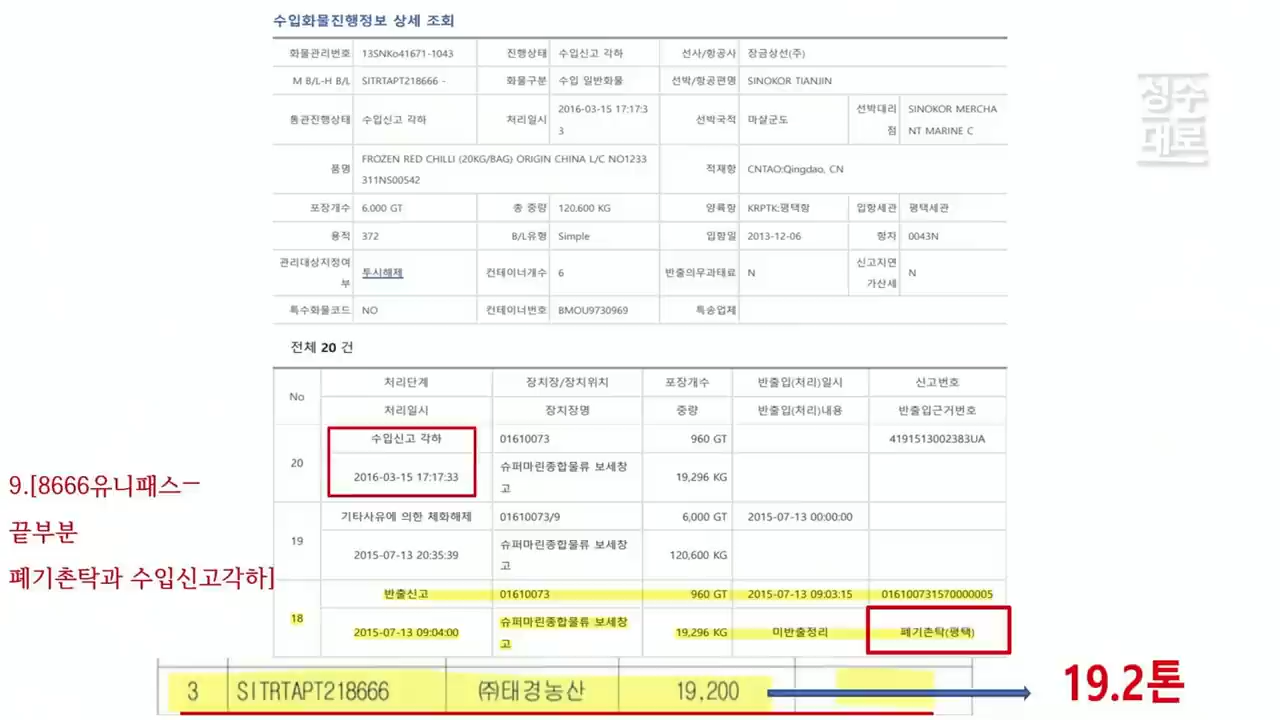 수입화물진행정보 상세 조회
화물관리번호 13SNKo41671-1043 진행상태 수입신고 각하 선사/항공사 장금상선(주)
M B/L-H B/L SITRTAPT218666 - 화물구분 수입 일반화물 선박/항공편명 SINOKOR TIANJIN
통관진행상태 수입신고 각하 처리일시 2016-03-15 17:17:3
3 선박국적 마샬군도 선박대리
점 SINOKOR MERCHA
NT MARINE C
품명 FROZEN RED CHILLI (20KG/BAG) ORIGIN CHINA L/C NO1233
311NS00542 적재항 CNTAO:Qingdao, CN
포장개수 6,000 GT 총 중량 120,600 KG 양륙항 KRPTK:평택항 입항세관 평택세관
용적 372 B/L유형 Simple 입항일 2013-12-06 항차 0043N
관리대상지정여
부 투시해제 컨테이너개수 6 반출의무과태료 N 신고지연
가산세 N
특수화물코드 NO 컨테이너번호 BMOU9730969 특송업체
전체 20 건
No 처리단계 장치장/장치위치 포장개수 반출입(처리)일시 신고번호
처리일시 장치장명 중량 반출입(처리)내용 반출입근거번호
20 수입신고 각하 01610073 960 GT 4191513002383UA
2016-03-15 17:17:33 슈퍼마린종합물류 보세창
고 19,296 KG
19 기타사유에 의한 체화해제 01610073/9 6,000 GT 2015-07-13 00:00:00
2015-07-13 20:35:39 슈퍼마린종합물류 보세창
고 120,600 KG
18 반출신고 01610073 960 GT 2015-07-13 09:03:15 016100731570000005
2015-07-13 09:04:00 슈퍼마린종합물류 보세창
고 19,296 KG 미반출정리 폐기촌탁(평택)
3 SITRTAPT218666 ㈜태경농산 19,200
19.2톤
9.[8666유니패스-
끝부분
폐기촌탁과 수입신고각하]
성수
대로